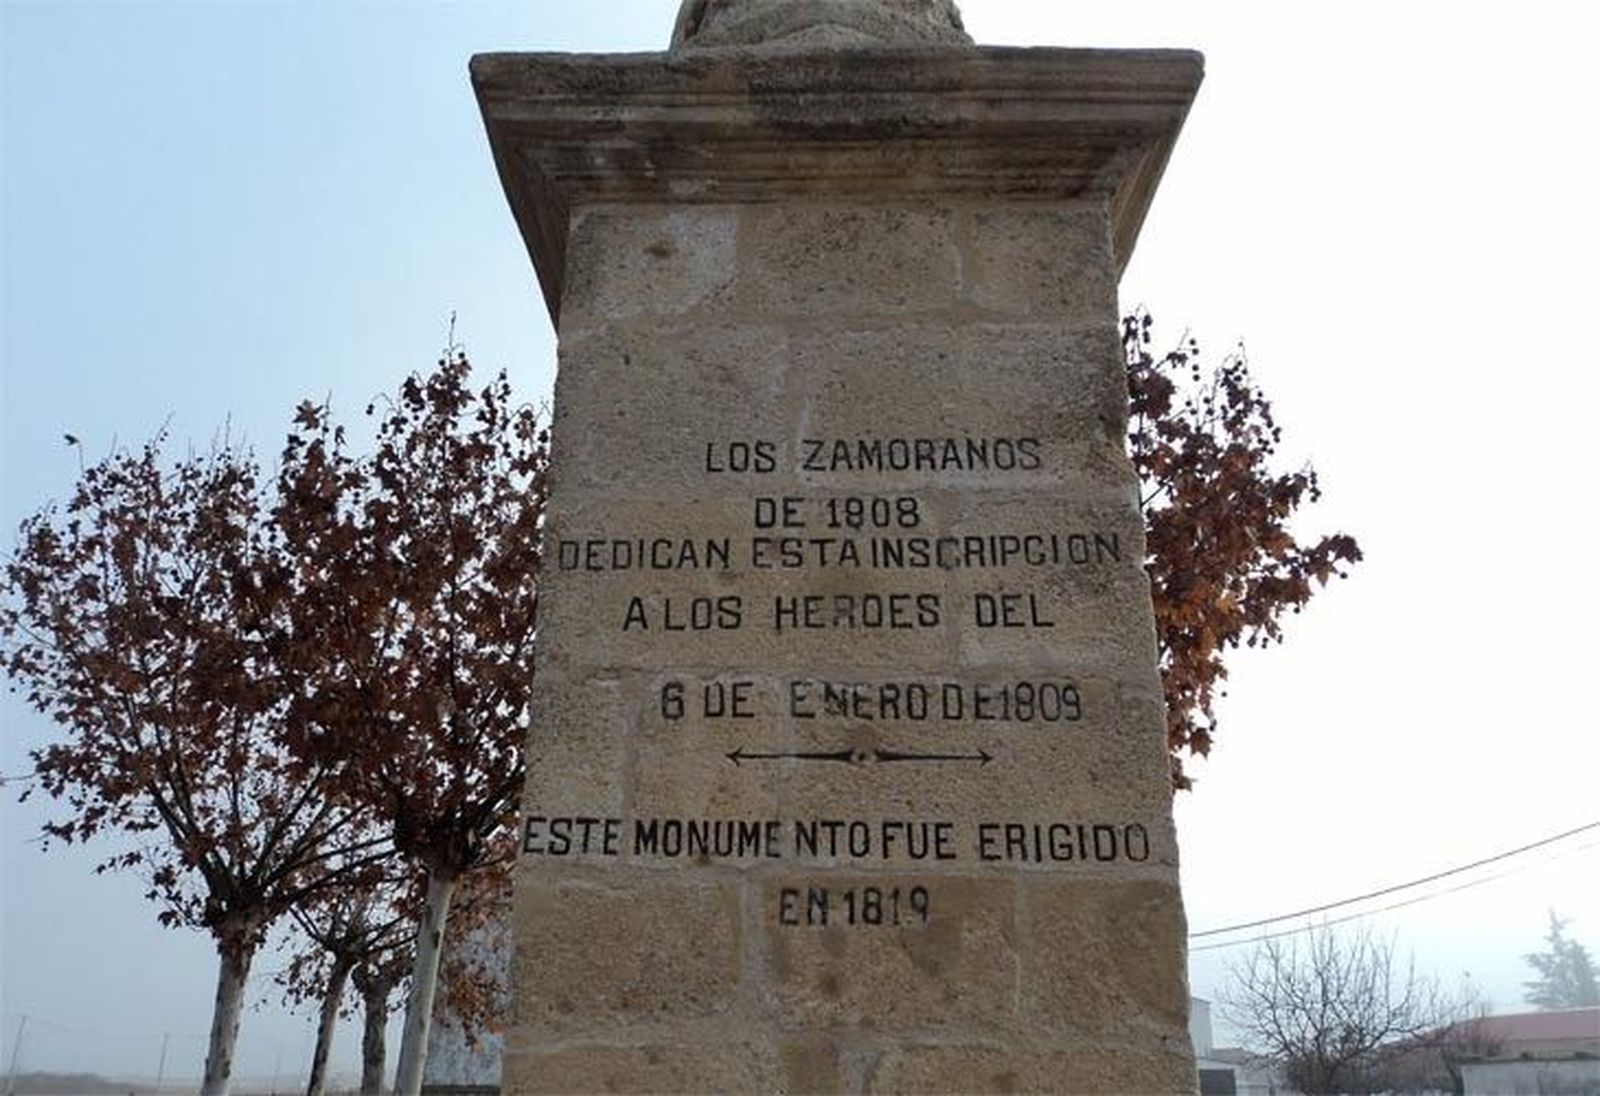 LOS ZAMORANOS
DE 1908
DEDICAN ESTA INSCRIPCION
A LOS HEROES DEL
6 DE ENERO DE 1809
ESTE MONUMENTO FUE ERIGIDO
EN 1819